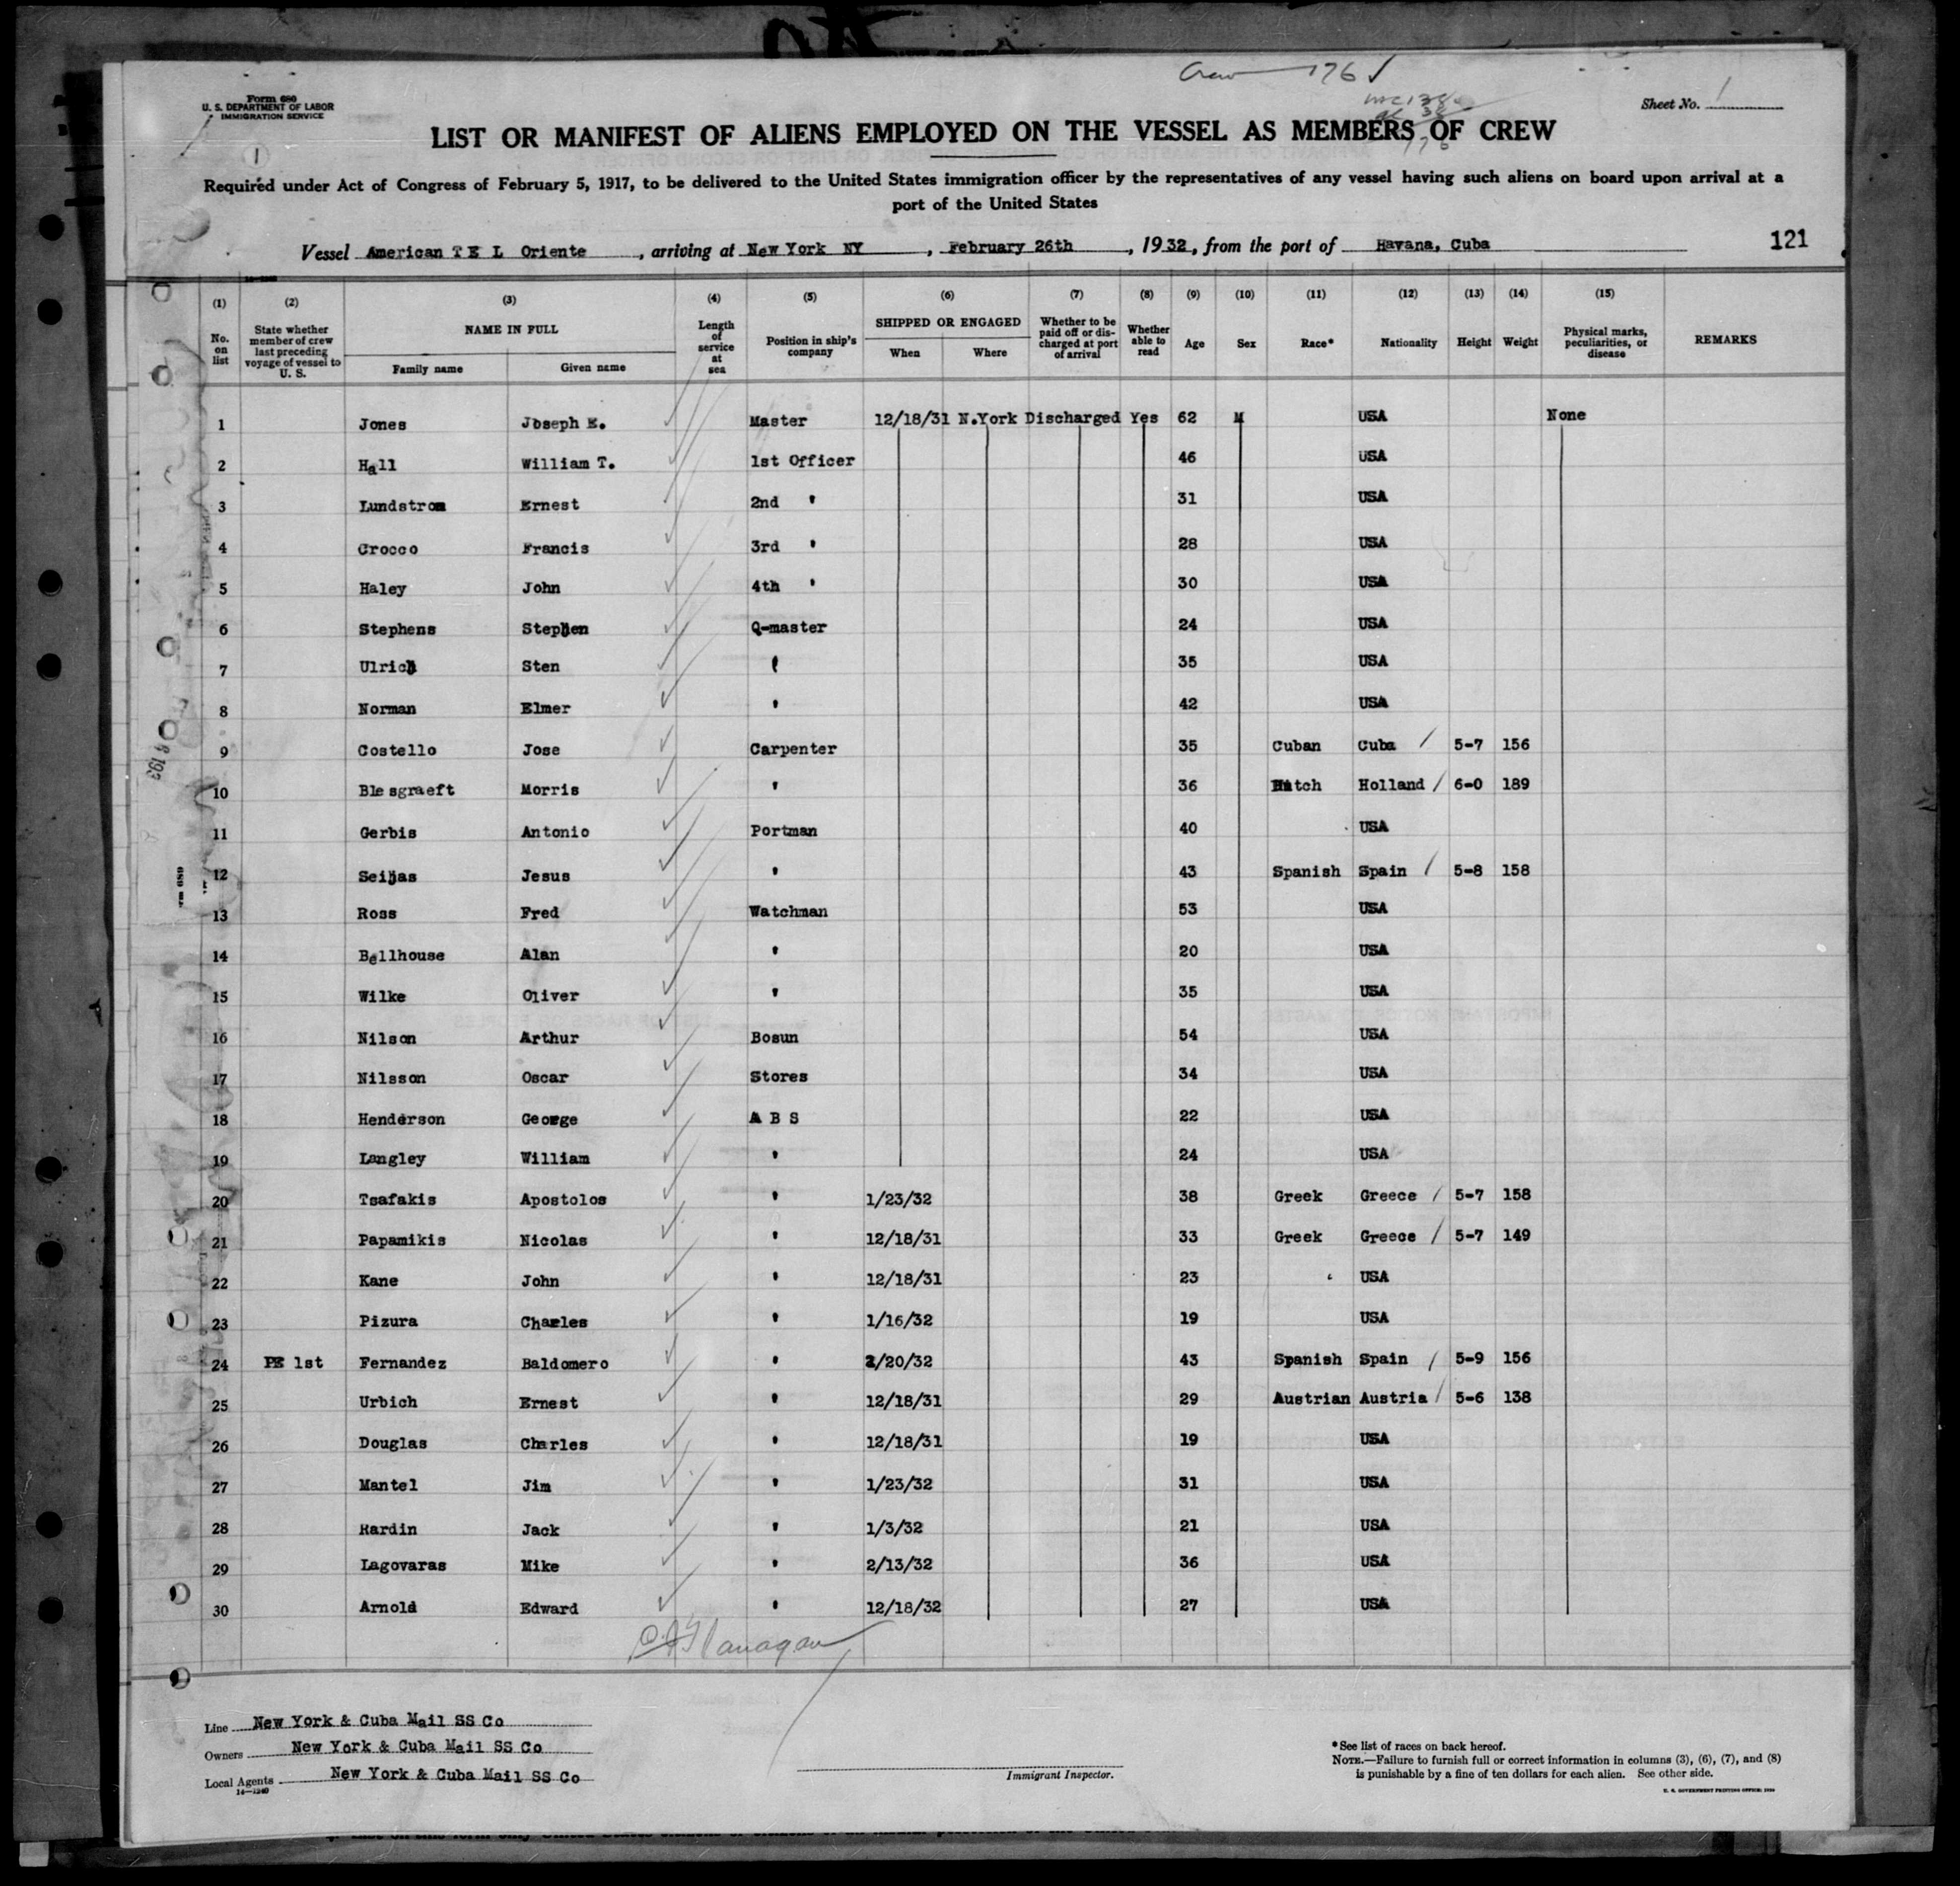 Crew 176 ✓
Form 680
U. S. DEPARTMENT OF LABOR
IMMIGRATION SERVICE
Sheet No. 1
1
LIST OR MANIFEST OF ALIENS EMPLOYED ON THE VESSEL AS MEMBERS OF CREW
176
Required under Act of Congress of February 5, 1917, to be delivered to the United States immigration officer by the representatives of any vessel having such aliens on board upon arrival at a
port of the United States
Vessel American T E L Oriente, arriving at New York NY, February 26th, 1932, from the port of Havana, Cuba
121
(1) No. on list (2) State whether member of crew last preceding voyage of vessel to U. S. (3) NAME IN FULL Family name Given name (4) Length of service at sea (5) Position in ship's company (6) SHIPPED OR ENGAGED When Where (7) Whether to be paid off or discharged at port of arrival (8) Whether able to read (9) Age (10) Sex (11) Race* (12) Nationality (13) Height (14) Weight (15) Physical marks, peculiarities, or disease REMARKS
1 Jones Joseph E. Master 12/18/31 N.York Discharged Yes 62 M USA None
2 Hall William T. 1st Officer 46 USA
3 Lundstrom Ernest 2nd ' 31 USA
4 Crocco Francis 3rd ' 28 USA
5 Haley John 4th ' 30 USA
6 Stephens Stephen Q-master 24 USA
7 Ulrich Sten ' 35 USA
8 Norman Elmer ' 42 USA
9 Costello Jose Carpenter 35 Cuban Cuba / 5-7 156
10 Blesgraeft Morris ' 36 Dutch Holland / 6-0 189
11 Gerbis Antonio Portman 40 USA
12 Seijas Jesus ' 43 Spanish Spain / 5-8 158
13 Ross Fred Watchman 53 USA
14 Bellhouse Alan ' 20 USA
15 Wilke Oliver ' 35 USA
16 Nilson Arthur Bosun 54 USA
17 Nilsson Oscar Stores 34 USA
18 Henderson George A B S 22 USA
19 Langley William ' 24 USA
20 Tsafakis Apostolos ' 1/23/32 38 Greek Greece / 5-7 158
21 Papamikis Nicolas ' 12/18/31 33 Greek Greece / 5-7 149
22 Kane John ' 12/18/31 23 USA
23 Pizura Charles ' 1/16/32 19 USA
24 PE 1st Fernandez Baldomero ' 2/20/32 43 Spanish Spain / 5-9 156
25 Urbich Ernest ' 12/18/31 29 Austrian Austria / 5-6 138
26 Douglas Charles ' 12/18/31 19 USA
27 Mantel Jim ' 1/23/32 31 USA
28 Hardin Jack ' 1/3/32 21 USA
29 Lagovaras Mike ' 2/13/32 36 USA
30 Arnold Edward ' 12/18/32 27 USA
Flanagan
Line New York & Cuba Mail SS Co
Owners New York & Cuba Mail SS Co
Local Agents New York & Cuba Mail SS Co
14—1240
Immigrant Inspector.
*See list of races on back hereof.
NOTE.—Failure to furnish full or correct information in columns (3), (6), (7), and (8)
is punishable by a fine of ten dollars for each alien. See other side.
U. S. GOVERNMENT PRINTING OFFICE: 1930